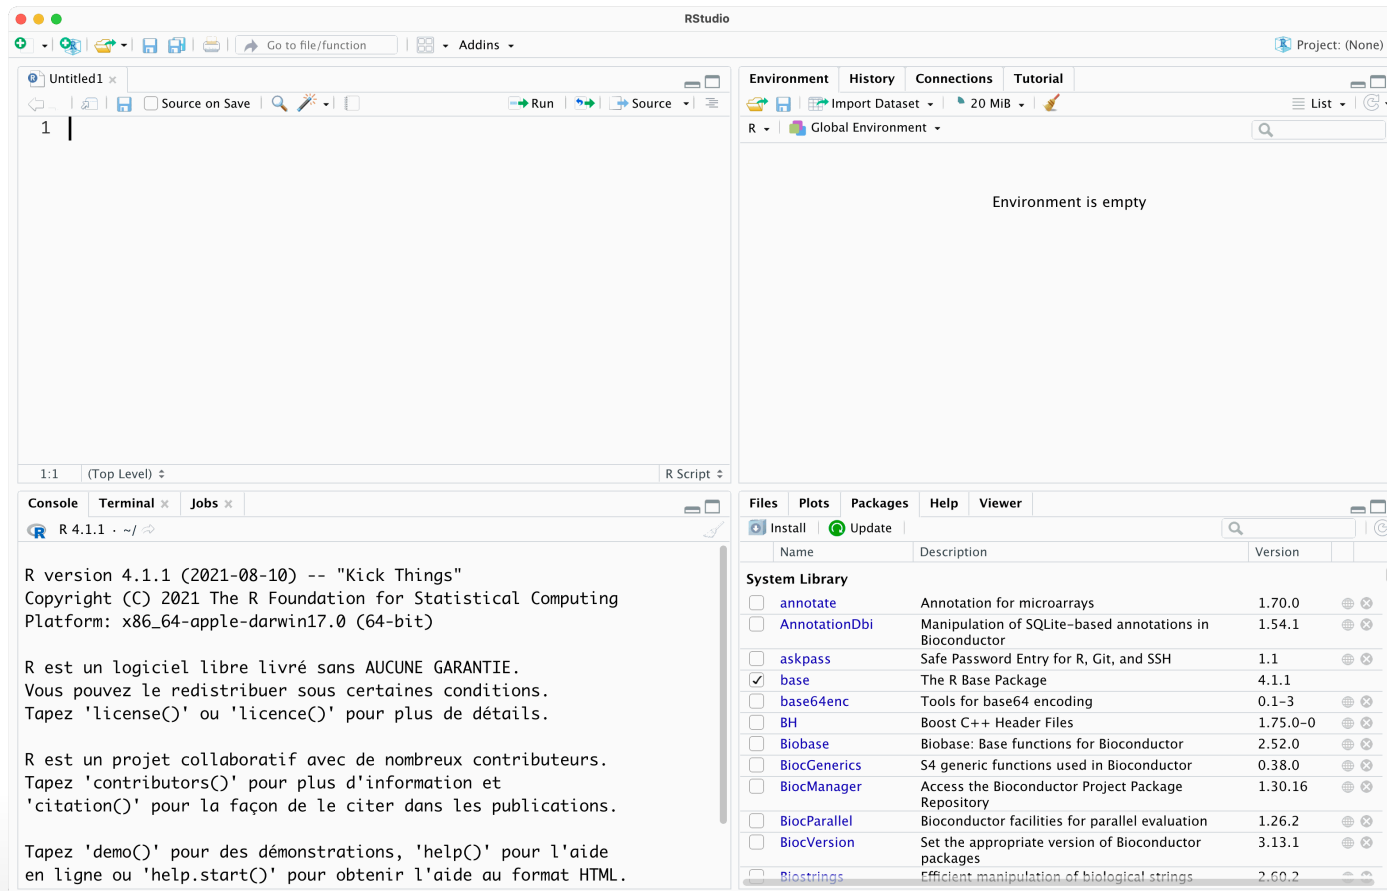 RStudio
Go to file/function
Addins
Project: (None)
Untitled1
Source on Save
Run
Source
1
1:1
(Top Level)
R Script
Environment
History
Connections
Tutorial
Import Dataset
20 MiB
List
R
Global Environment
Environment is empty
Console
Terminal
Jobs
R 4.1.1 · ~/
R version 4.1.1 (2021-08-10) -- "Kick Things"
Copyright (C) 2021 The R Foundation for Statistical Computing
Platform: x86_64-apple-darwin17.0 (64-bit)
R est un logiciel libre livré sans AUCUNE GARANTIE.
Vous pouvez le redistribuer sous certaines conditions.
Tapez 'license()' ou 'licence()' pour plus de détails.
R est un projet collaboratif avec de nombreux contributeurs.
Tapez 'contributors()' pour plus d'information et
'citation()' pour la façon de le citer dans les publications.
Tapez 'demo()' pour des démonstrations, 'help()' pour l'aide
en ligne ou 'help.start()' pour obtenir l'aide au format HTML.
Files
Plots
Packages
Help
Viewer
Install
Update
Name Description Version
System Library
annotate Annotation for microarrays 1.70.0
AnnotationDbi Manipulation of SQLite-based annotations in 1.54.1
Bioconductor
askpass Safe Password Entry for R, Git, and SSH 1.1
base The R Base Package 4.1.1
base64enc Tools for base64 encoding 0.1-3
BH Boost C++ Header Files 1.75.0-0
Biobase Biobase: Base functions for Bioconductor 2.52.0
BiocGenerics S4 generic functions used in Bioconductor 0.38.0
BiocManager Access the Bioconductor Project Package 1.30.16
Repository
BiocParallel Bioconductor facilities for parallel evaluation 1.26.2
BiocVersion Set the appropriate version of Bioconductor 3.13.1
packages
Biostrings Efficient manipulation of biological strings 2.60.2